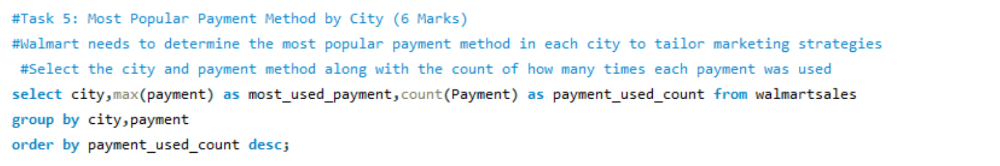 #Task 5: Most Popular Payment Method by City (6 Marks)
#Walmart needs to determine the most popular payment method in each city to tailor marketing strategies
#Select the city and payment method along with the count of how many times each payment was used
select city,max(payment) as most_used_payment,count(Payment) as payment_used_count from walmartsales
group by city,payment
order by payment_used_count desc;